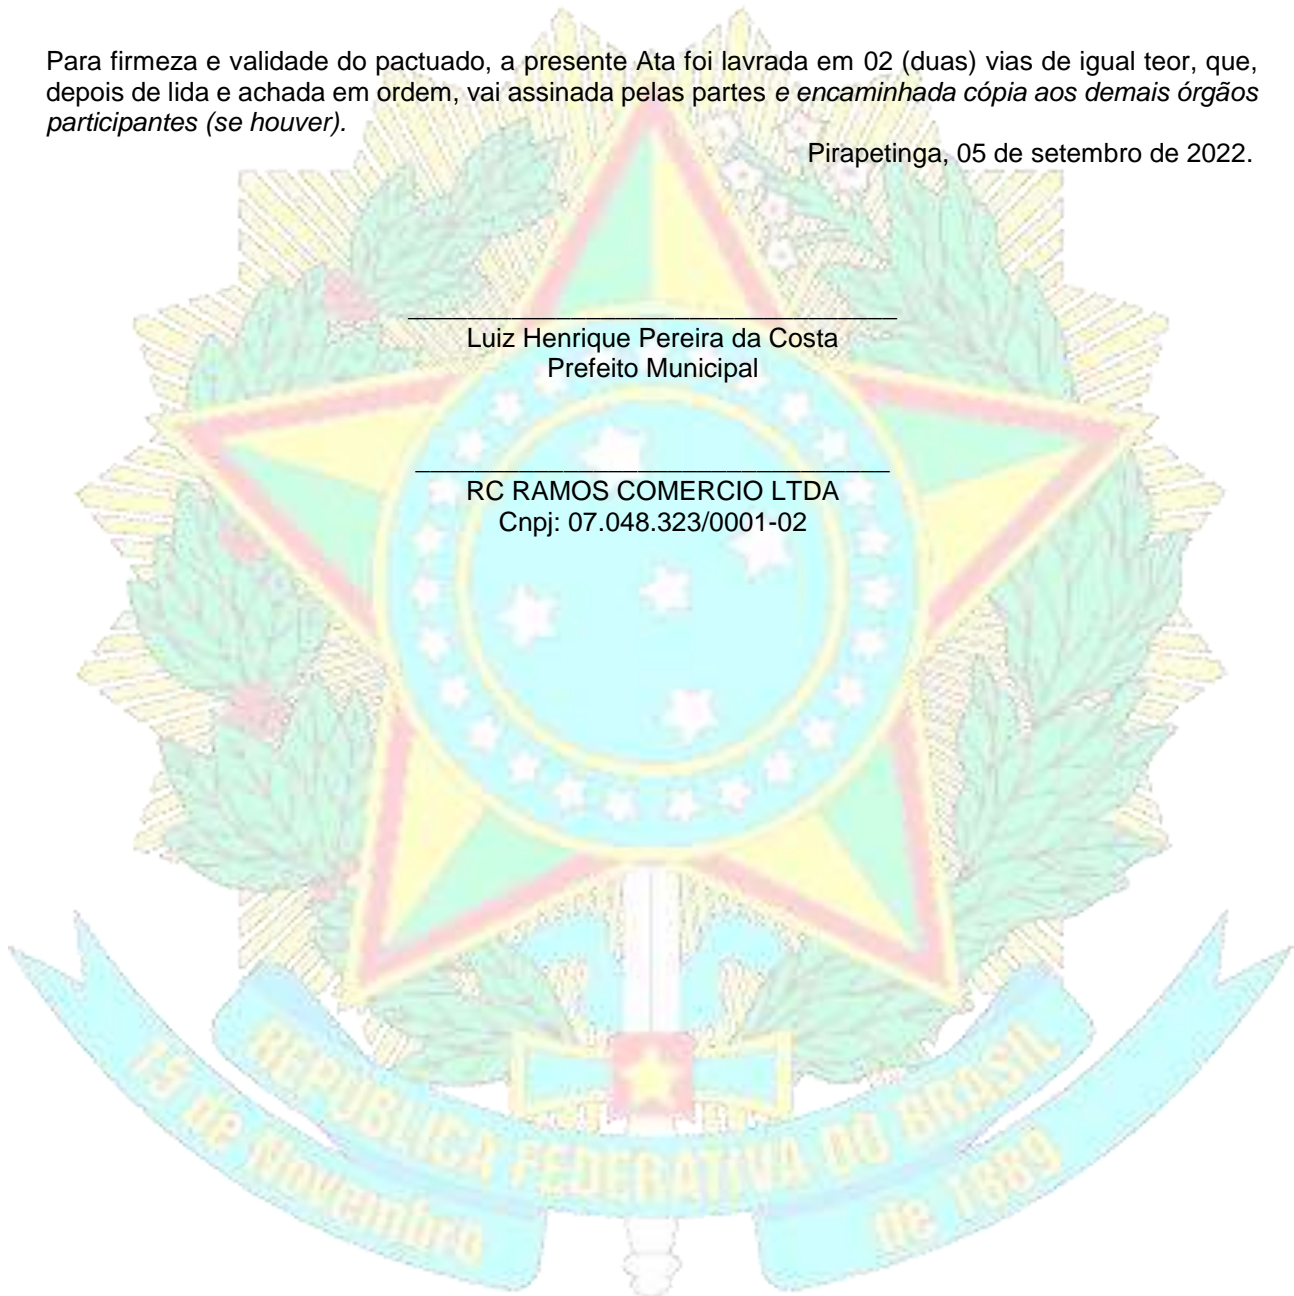 Para firmeza e validade do pactuado, a presente Ata foi lavrada em 02 (duas) vias de igual teor, que,
depois de lida e achada em ordem, vai assinada pelas partes e encaminhada cópia aos demais órgãos
participantes (se houver).
Pirapetinga, 05 de setembro de 2022.
Luiz Henrique Pereira da Costa
Prefeito Municipal
RC RAMOS COMERCIO LTDA
Cnpj: 07.048.323/0001-02
REPÚBLICA FEDERATIVA DO BRASIL
15 de Novembro
de 1889